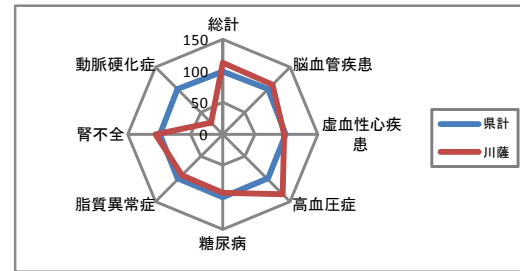 総計
150
100
50
0
脳血管疾患
虚血性心疾
患
高血圧症
糖尿病
脂質異常症
腎不全
動脈硬化症
県計
川薩